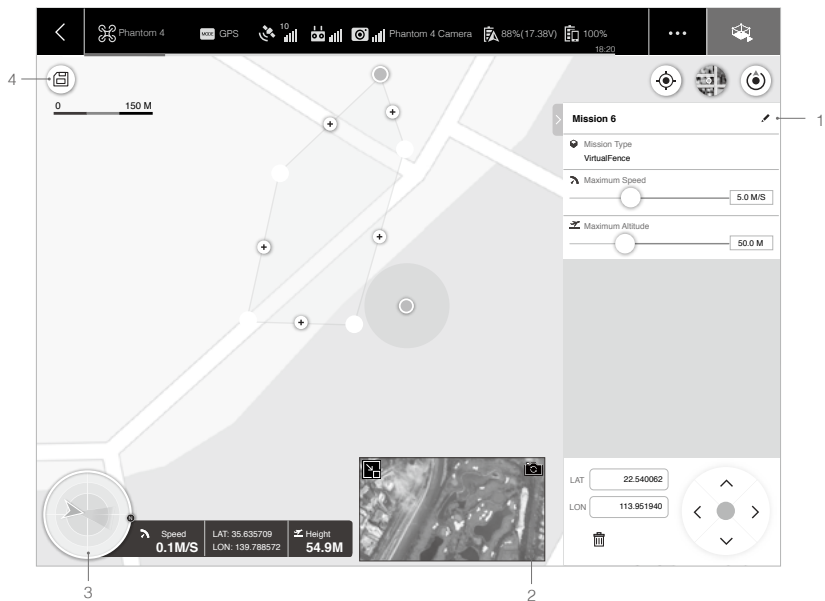 Phantom 4 MODE GPS 10 Phantom 4 Camera 88%(17.38V) 100%
18:20
4
0 150 M
Mission 6 1
Mission Type
VirtualFence
Maximum Speed
5.0 M/S
Maximum Altitude
50.0 M
LAT 22.540062
LON 113.951940
Speed LAT: 35.635709 Height
0.1M/S LON: 139.788572 54.9M
3 2